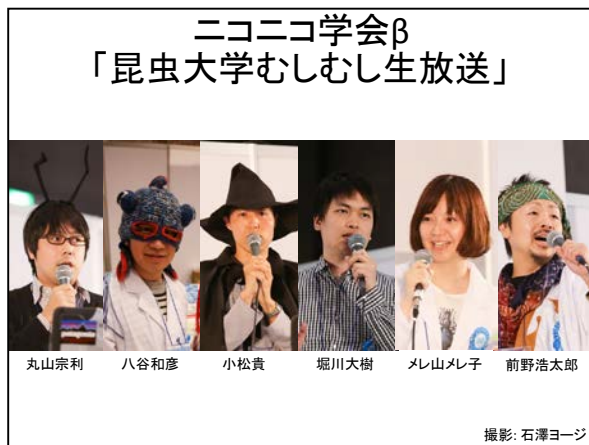 ニコニコ学会β
「昆虫大学むしむし生放送」
丸山宗利
八谷和彦
小松貴
堀川大樹
メレ山メレ子
前野浩太郎
撮影: 石澤ヨージ